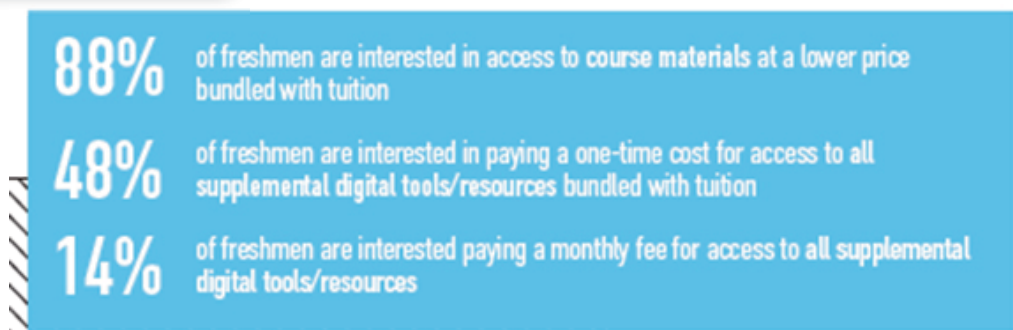 88%
of freshmen are interested in access to course materials at a lower price
bundled with tuition
48%
of freshmen are interested in paying a one-time cost for access to all
supplemental digital tools/resources bundled with tuition
14%
of freshmen are interested paying a monthly fee for access to all supplemental
digital tools/resources